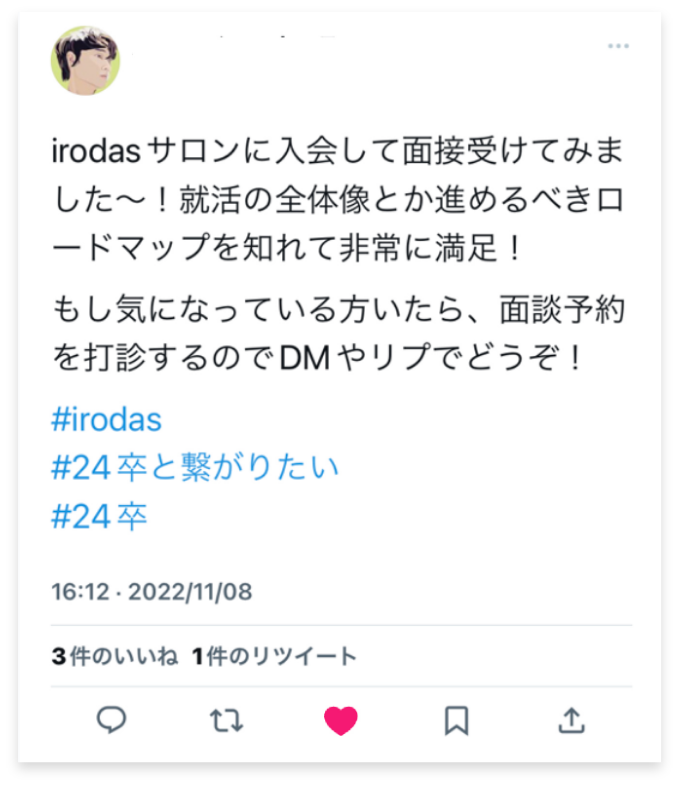 irodasサロンに入会して面接受けてみま
した〜！就活の全体像とか進めるべきロ
ードマップを知れて非常に満足！
もし気になっている方いたら、面談予約
を打診するのでDMやリプでどうぞ！
#irodas
#24卒と繋がりたい
#24卒
16:12 · 2022/11/08
3件のいいね 1件のリツイート